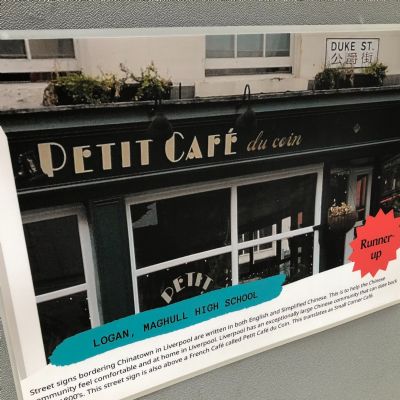 DUKE ST.
公爵街
PETIT CAFÉ du coin
PETIT
Runner-
up
LOGAN, MAGHULL HIGH SCHOOL
Street signs bordering Chinatown in Liverpool are written in both English and Simplified Chinese. This is to help the Chinese
community feel comfortable and at home in Liverpool. Liverpool has an exceptionally large Chinese community that can date back
1800's. This street sign is also above a French Café called Petit Café du Coin. This translates as Small Corner Café.